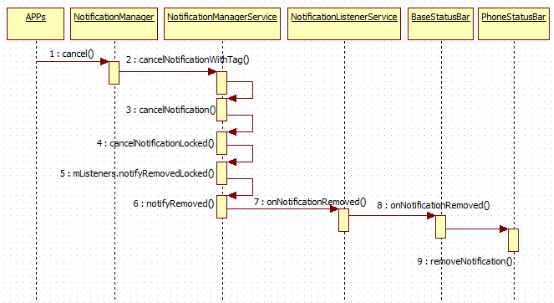 APPs
NotificationManager
NotificationManagerService
NotificationListenerService
BaseStatusBar
PhoneStatusBar
1 : cancel()
2 : cancelNotificationWithTag()
3 : cancelNotification()
4 : cancelNotificationLocked()
5 : mListeners.notifyRemovedLocked()
6 : notifyRemoved()
7 : onNotificationRemoved()
8 : onNotificationRemoved()
9 : removeNotification()